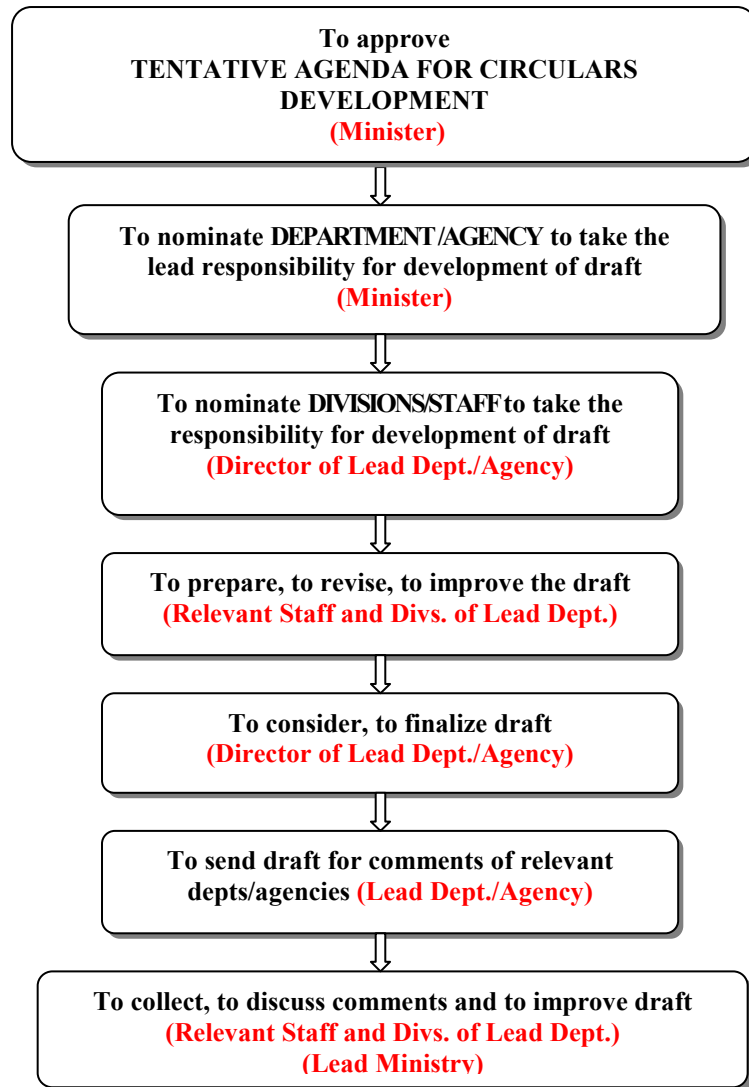 To approve
TENTATIVE AGENDA FOR CIRCULARS
DEVELOPMENT
(Minister)
To nominate DEPARTMENT/AGENCY to take the
lead responsibility for development of draft
(Minister)
To nominate DIVISIONS/STAFF to take the
responsibility for development of draft
(Director of Lead Dept./Agency)
To prepare, to revise, to improve the draft
(Relevant Staff and Divs. of Lead Dept.)
To consider, to finalize draft
(Director of Lead Dept./Agency)
To send draft for comments of relevant
depts/agencies (Lead Dept./Agency)
To collect, to discuss comments and to improve draft
(Relevant Staff and Divs. of Lead Dept.)
(Lead Ministry)